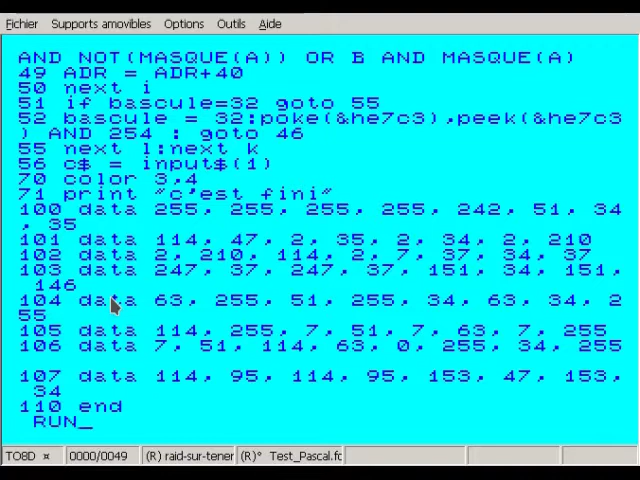 Fichier Supports amovibles Options Outils Aide
AND NOT(MASQUE(A)) OR B AND MASQUE(A)
49 ADR = ADR+40
50 next i
51 if bascule=32 goto 55
52 bascule = 32:poke(&he7c3),peek(&he7c3
) AND 254 : goto 46
55 next l:next k
56 c$ = input$(1)
70 color 3,4
71 print "c'est fini"
100 data 255, 255, 255, 255, 242, 51, 34
, 35
101 data 114, 47, 2, 35, 2, 34, 2, 210
102 data 2, 210, 114, 2, 7, 37, 34, 37
103 data 247, 37, 247, 37, 151, 34, 151,
146
104 data 63, 255, 51, 255, 34, 63, 34, 2
55
105 data 114, 255, 7, 51, 7, 63, 7, 255
106 data 7, 51, 114, 63, 0, 255, 34, 255
107 data 114, 95, 114, 95, 153, 47, 153,
34
110 end
RUN_
TO8D ¤ 0000/0049 (R) raid-sur-tener (R)° Test_Pascal.fc